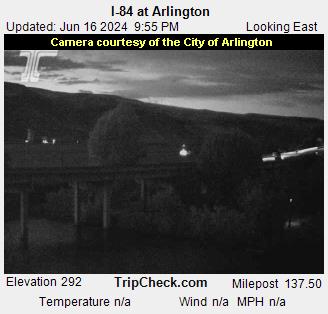 I-84 at Arlington
Updated: Jun 16 2024 9:55 PM Looking East
Camera courtesy of the City of Arlington
Elevation 292 TripCheck.com Milepost 137.50
Temperature n/a Wind n/a MPH n/a